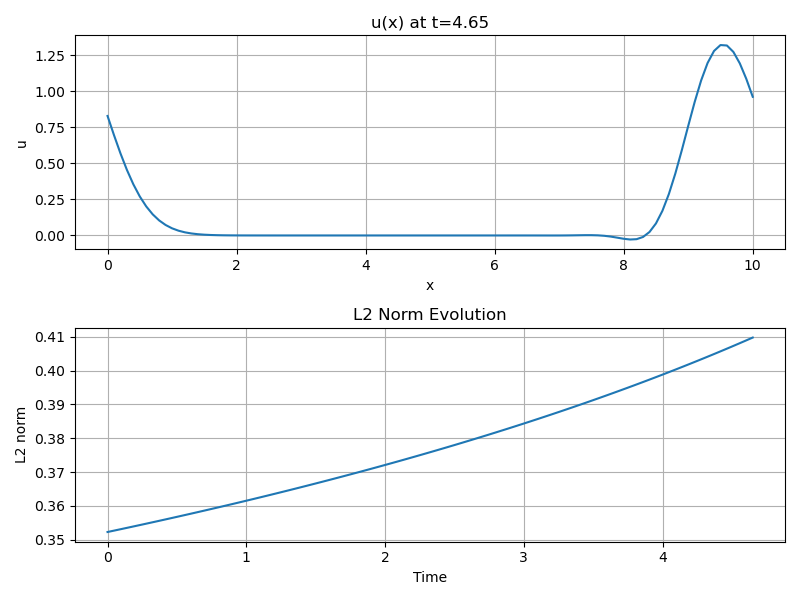 u(x) at t=4.65
1.25
1.00
0.75
0.50
0.25
0.00
u
0 2 4 6 8 10
x
L2 Norm Evolution
0.41
0.40
0.39
0.38
0.37
0.36
0.35
L2 norm
0 1 2 3 4
Time